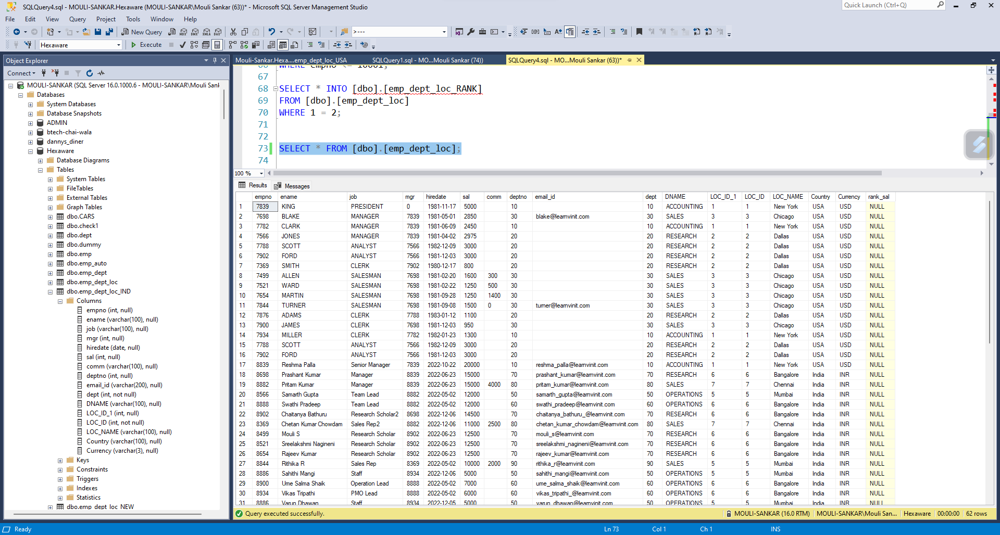 SQLQuery4.sql - MOULI-SANKAR.Hexaware (MOULI-SANKAR\Mouli Sankar (63))* - Microsoft SQL Server Management Studio
Quick Launch (Ctrl+Q)
File Edit View Query Project Tools Window Help
New Query >---
Hexaware Execute
Object Explorer
Connect
MOULI-SANKAR (SQL Server 16.0.1000.6 - MOULI-SANKAR\Mouli Sank
Databases
System Databases
Database Snapshots
ADMIN
btech-chai-wala
dannys_diner
Hexaware
Database Diagrams
Tables
System Tables
FileTables
External Tables
Graph Tables
dbo.CARS
dbo.check1
dbo.dept
dbo.dummy
dbo.emp
dbo.emp_auto
dbo.emp_dept
dbo.emp_dept_loc
dbo.emp_dept_loc_IND
Columns
empno (int, null)
ename (varchar(100), null)
job (varchar(100), null)
mgr (int, null)
hiredate (date, null)
sal (int, null)
comm (varchar(100), null)
deptno (int, null)
email_id (varchar(200), null)
dept (int, not null)
DNAME (varchar(100), null)
LOC_ID_1 (int, null)
LOC_ID (int, not null)
LOC_NAME (varchar(100), null)
Country (varchar(100), null)
Currency (varchar(3), null)
Keys
Constraints
Triggers
Indexes
Statistics
dbo.emp_dept_loc_NEW
Mouli-Sankar.Hexa....emp_dept_loc_USA SQLQuery1.sql - MO...Mouli Sankar (74)) SQLQuery4.sql - MO...Mouli Sankar (63))*
66 WHERE empno <= 10001;
67
68 SELECT * INTO [dbo].[emp_dept_loc_RANK]
69 FROM [dbo].[emp_dept_loc]
70 WHERE 1 = 2;
71
72
73 SELECT * FROM [dbo].[emp_dept_loc];
74
100 %
Results Messages
empno ename job mgr hiredate sal comm deptno email_id dept DNAME LOC_ID_1 LOC_ID LOC_NAME Country Currency rank_sal
1 7839 KING PRESIDENT 0 1981-11-17 5000 10 10 ACCOUNTING 1 1 New York USA USD NULL
2 7698 BLAKE MANAGER 7839 1981-05-01 2850 30 blake@learnvinit.com 30 SALES 3 3 Chicago USA USD NULL
3 7782 CLARK MANAGER 7839 1981-06-09 2450 10 10 ACCOUNTING 1 1 New York USA USD NULL
4 7566 JONES MANAGER 7839 1981-04-02 2975 20 20 RESEARCH 2 2 Dallas USA USD NULL
5 7788 SCOTT ANALYST 7566 1982-12-09 3000 20 20 RESEARCH 2 2 Dallas USA USD NULL
6 7902 FORD ANALYST 7566 1981-12-03 3000 20 20 RESEARCH 2 2 Dallas USA USD NULL
7 7369 SMITH CLERK 7902 1980-12-17 800 20 20 RESEARCH 2 2 Dallas USA USD NULL
8 7499 ALLEN SALESMAN 7698 1981-02-20 1600 300 30 30 SALES 3 3 Chicago USA USD NULL
9 7521 WARD SALESMAN 7698 1981-02-22 1250 500 30 30 SALES 3 3 Chicago USA USD NULL
10 7654 MARTIN SALESMAN 7698 1981-09-28 1250 1400 30 30 SALES 3 3 Chicago USA USD NULL
11 7844 TURNER SALESMAN 7698 1981-09-08 1500 0 30 turner@learnvinit.com 30 SALES 3 3 Chicago USA USD NULL
12 7876 ADAMS CLERK 7788 1983-01-12 1100 20 20 RESEARCH 2 2 Dallas USA USD NULL
13 7900 JAMES CLERK 7698 1981-12-03 950 30 30 SALES 3 3 Chicago USA USD NULL
14 7934 MILLER CLERK 7782 1982-01-23 1300 10 10 ACCOUNTING 1 1 New York USA USD NULL
15 7788 SCOTT ANALYST 7566 1982-12-09 3000 20 20 RESEARCH 2 2 Dallas USA USD NULL
16 7902 FORD ANALYST 7566 1981-12-03 3000 20 20 RESEARCH 2 2 Dallas USA USD NULL
17 8839 Reshma Palla Senior Manager 7839 2022-10-22 20000 10 reshma_palla@learnvinit.com 10 ACCOUNTING 1 1 New York USA USD NULL
18 8698 Prashant Kumar Manager 8839 2022-06-23 15000 70 prashant_kumar@learnvinit.com 70 RESEARCH 6 6 Bangalore India INR NULL
19 8882 Pritam Kumar Manager 8839 2022-06-23 15000 4000 80 pritam_kumar@learnvinit.com 80 SALES 7 7 Chennai India INR NULL
20 8566 Samarth Gupta Team Lead 8882 2022-05-02 12000 50 samarth_gupta@learnvinit.com 50 OPERATIONS 5 5 Mumbai India INR NULL
21 8888 Swathi Pradeep Team Lead 8882 2022-05-02 12000 60 swathi_pradeep@learnvinit.com 60 OPERATIONS 6 6 Bangalore India INR NULL
22 8902 Chaitanya Bathuru Research Scholar2 8698 2022-12-06 14500 70 chaitanya_bathuru_@learnvinit.com 70 RESEARCH 6 6 Bangalore India INR NULL
23 8369 Chetan Kumar Chowdam Sales Rep2 8882 2022-12-06 11000 2500 80 chetan_kumar_chowdam@learnvinit.com 80 SALES 7 7 Chennai India INR NULL
24 8499 Mouli S Research Scholar 8902 2022-06-23 12500 70 mouli_s@learnvinit.com 70 RESEARCH 6 6 Bangalore India INR NULL
25 8521 Sreelakshmi Nagineni Research Scholar 8902 2022-06-23 12500 70 sreelakshmi_nagineni@learnvinit.com 70 RESEARCH 6 6 Bangalore India INR NULL
26 8654 Rajeev Kumar Research Scholar 8902 2022-06-23 12500 70 rajeev_kumar@learnvinit.com 70 RESEARCH 6 6 Bangalore India INR NULL
27 8844 Rithika R Sales Rep 8369 2022-05-02 10000 2000 90 rithika_r@learnvinit.com 90 SALES 5 5 Mumbai India INR NULL
28 8886 Sahithi Mangi Staff 8934 2022-12-06 5000 50 sahithi_mangi@learnvinit.com 50 OPERATIONS 5 5 Mumbai India INR NULL
29 8900 Ume Salma Shaik Operation Lead 8888 2022-05-02 7000 60 ume_salma_shaik@learnvinit.com 60 OPERATIONS 6 6 Bangalore India INR NULL
30 8934 Vikas Tripathi PMO Lead 8888 2022-05-02 6000 60 vikas_tripathi_@learnvinit.com 60 OPERATIONS 6 6 Bangalore India INR NULL
31 8886 Varun Dhawan Staff 8934 2022-12-05 5000 50 varun_dhawan@learnvinit.com 50 OPERATIONS 5 5 Mumbai India INR NULL
Query executed successfully. MOULI-SANKAR (16.0 RTM) MOULI-SANKAR\Mouli San... Hexaware 00:00:00 62 rows
Ready Ln 73 Col 1 Ch 1 INS